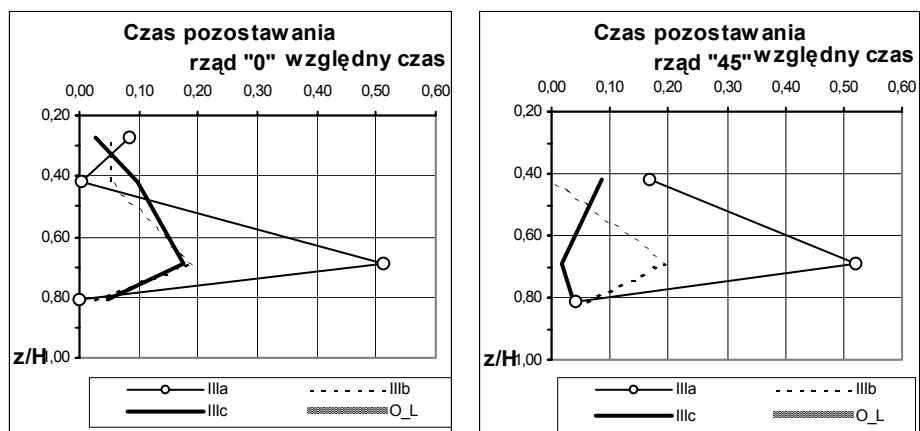 Czas pozostawania
rząd "0" względny czas
0,00 0,10 0,20 0,30 0,40 0,50 0,60
0,20
0,40
0,60
0,80
1,00
z/H
IIIa IIIb
IIIc O_L
Czas pozostawania
rząd "45" względny czas
0,00 0,10 0,20 0,30 0,40 0,50 0,60
0,20
0,40
0,60
0,80
1,00
z/H
IIIa IIIb
IIIc O_L